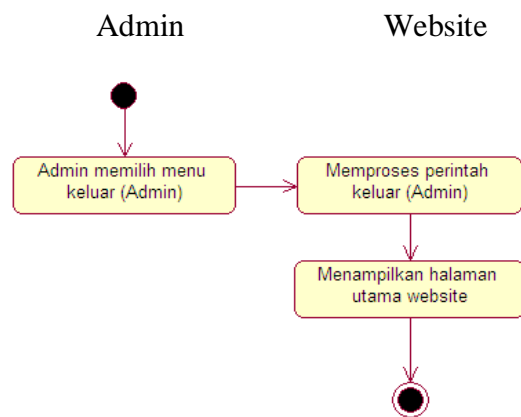 Admin
Website
Admin memilih menu
keluar (Admin)
Memproses perintah
keluar (Admin)
Menampilkan halaman
utama website